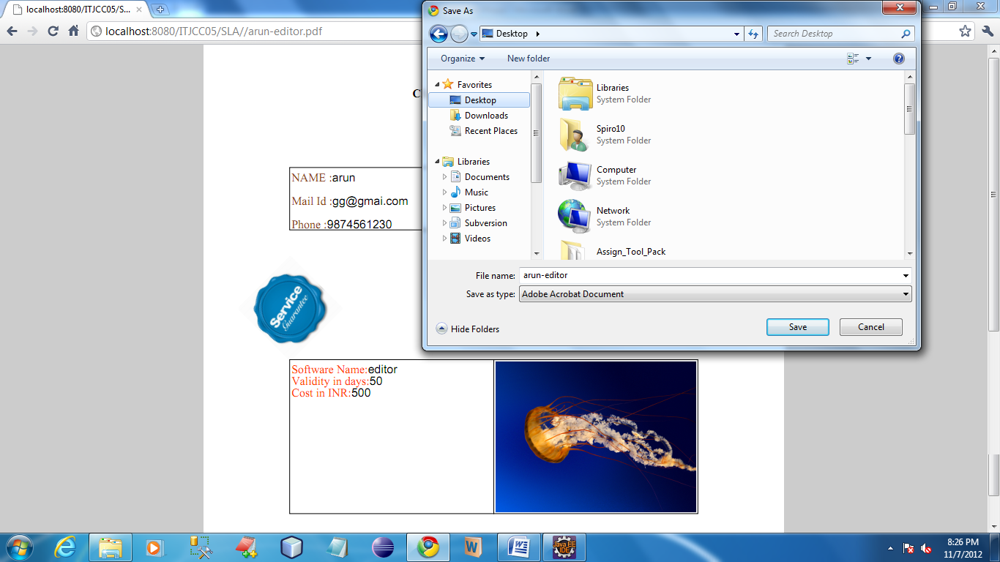 localhost:8080/ITJCC05/S...
localhost:8080/ITJCC05/SLA//arun-editor.pdf
C
NAME :arun
Mail Id :gg@gmai.com
Phone :9874561230
Service
Guarantee
Software Name:editor
Validity in days:50
Cost in INR:500
Save As
Desktop
Search Desktop
Organize
New folder
Favorites
Desktop
Downloads
Recent Places
Libraries
Documents
Music
Pictures
Subversion
Videos
Libraries
System Folder
Spiro10
System Folder
Computer
System Folder
Network
System Folder
Assign_Tool_Pack
File name: arun-editor
Save as type: Adobe Acrobat Document
Hide Folders
Save
Cancel
Java EE
IDE
8:26 PM
11/7/2012